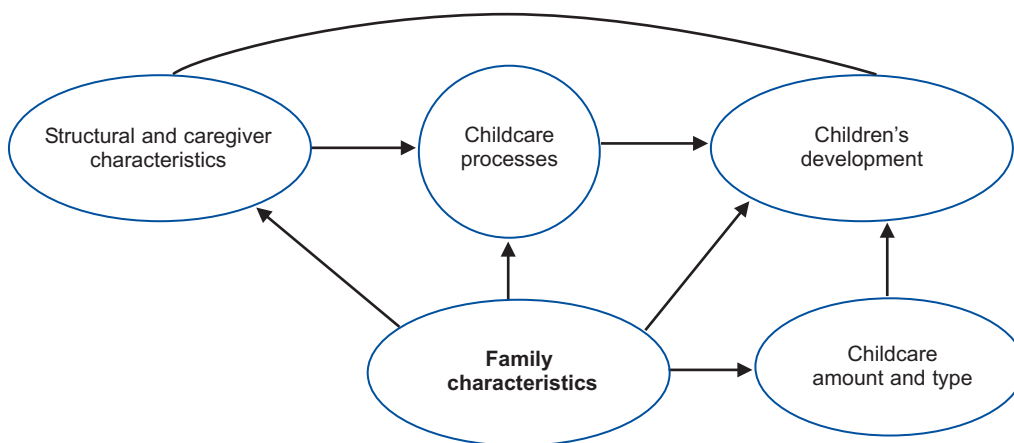 Structural and caregiver
characteristics
Childcare
processes
Children’s
development
Family
characteristics
Childcare
amount and type